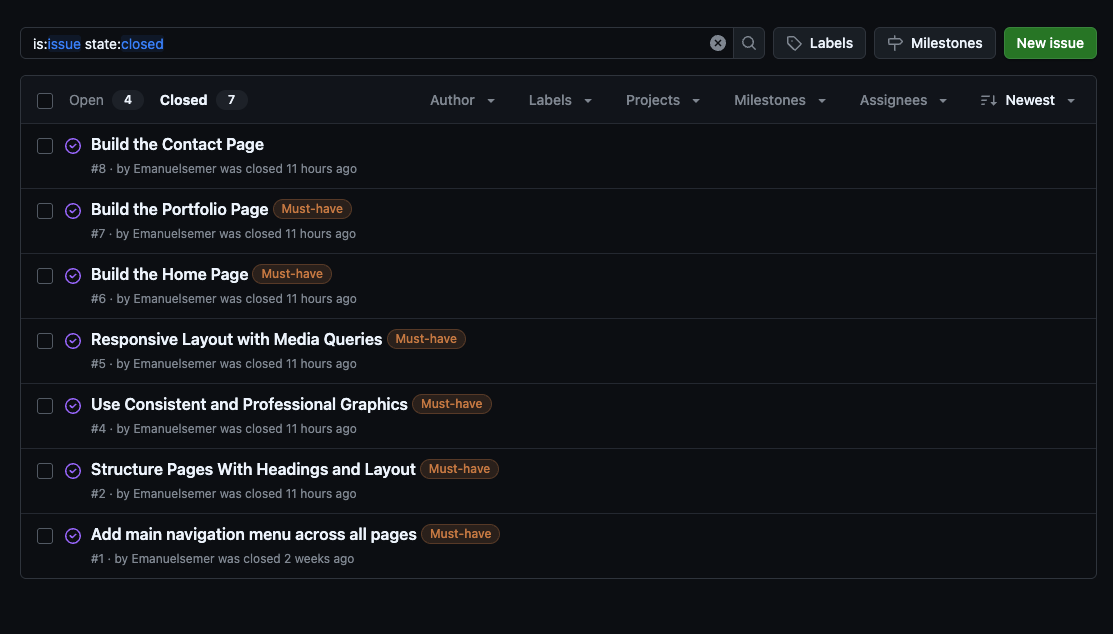 is:issue state:closed
Labels
Milestones
New issue
Open 4 Closed 7 Author Labels Projects Milestones Assignees Newest
Build the Contact Page
#8 · by Emanuelsemer was closed 11 hours ago
Build the Portfolio Page Must-have
#7 · by Emanuelsemer was closed 11 hours ago
Build the Home Page Must-have
#6 · by Emanuelsemer was closed 11 hours ago
Responsive Layout with Media Queries Must-have
#5 · by Emanuelsemer was closed 11 hours ago
Use Consistent and Professional Graphics Must-have
#4 · by Emanuelsemer was closed 11 hours ago
Structure Pages With Headings and Layout Must-have
#2 · by Emanuelsemer was closed 11 hours ago
Add main navigation menu across all pages Must-have
#1 · by Emanuelsemer was closed 2 weeks ago